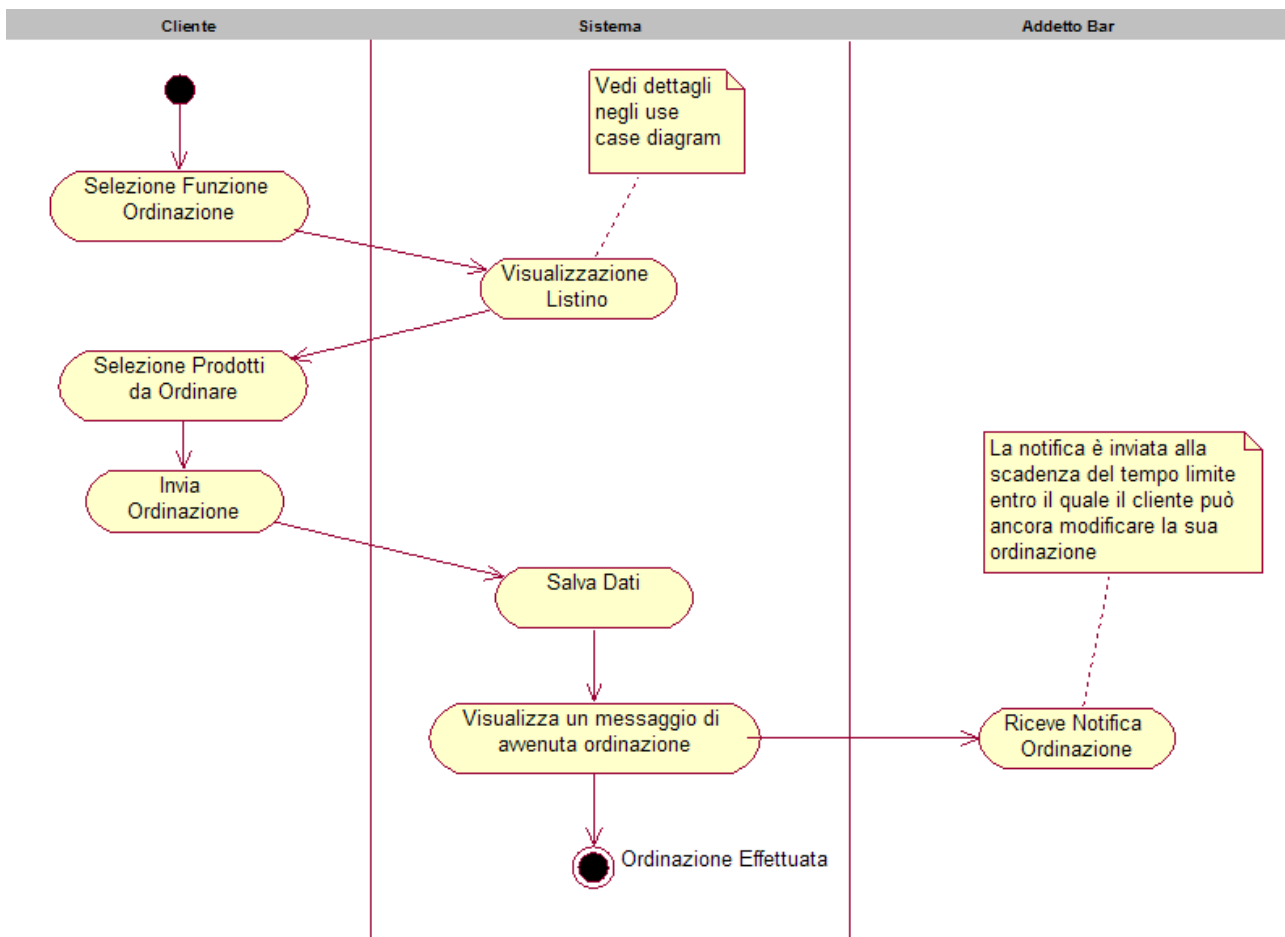 Cliente
Sistema
Addetto Bar
Vedi dettagli
negli use
case diagram
Selezione Funzione
Ordinazione
Visualizzazione
Listino
Selezione Prodotti
da Ordinare
Invia
Ordinazione
La notifica è inviata alla
scadenza del tempo limite
entro il quale il cliente può
ancora modificare la sua
ordinazione
Salva Dati
Visualizza un messaggio di
avvenuta ordinazione
Riceve Notifica
Ordinazione
Ordinazione Effettuata